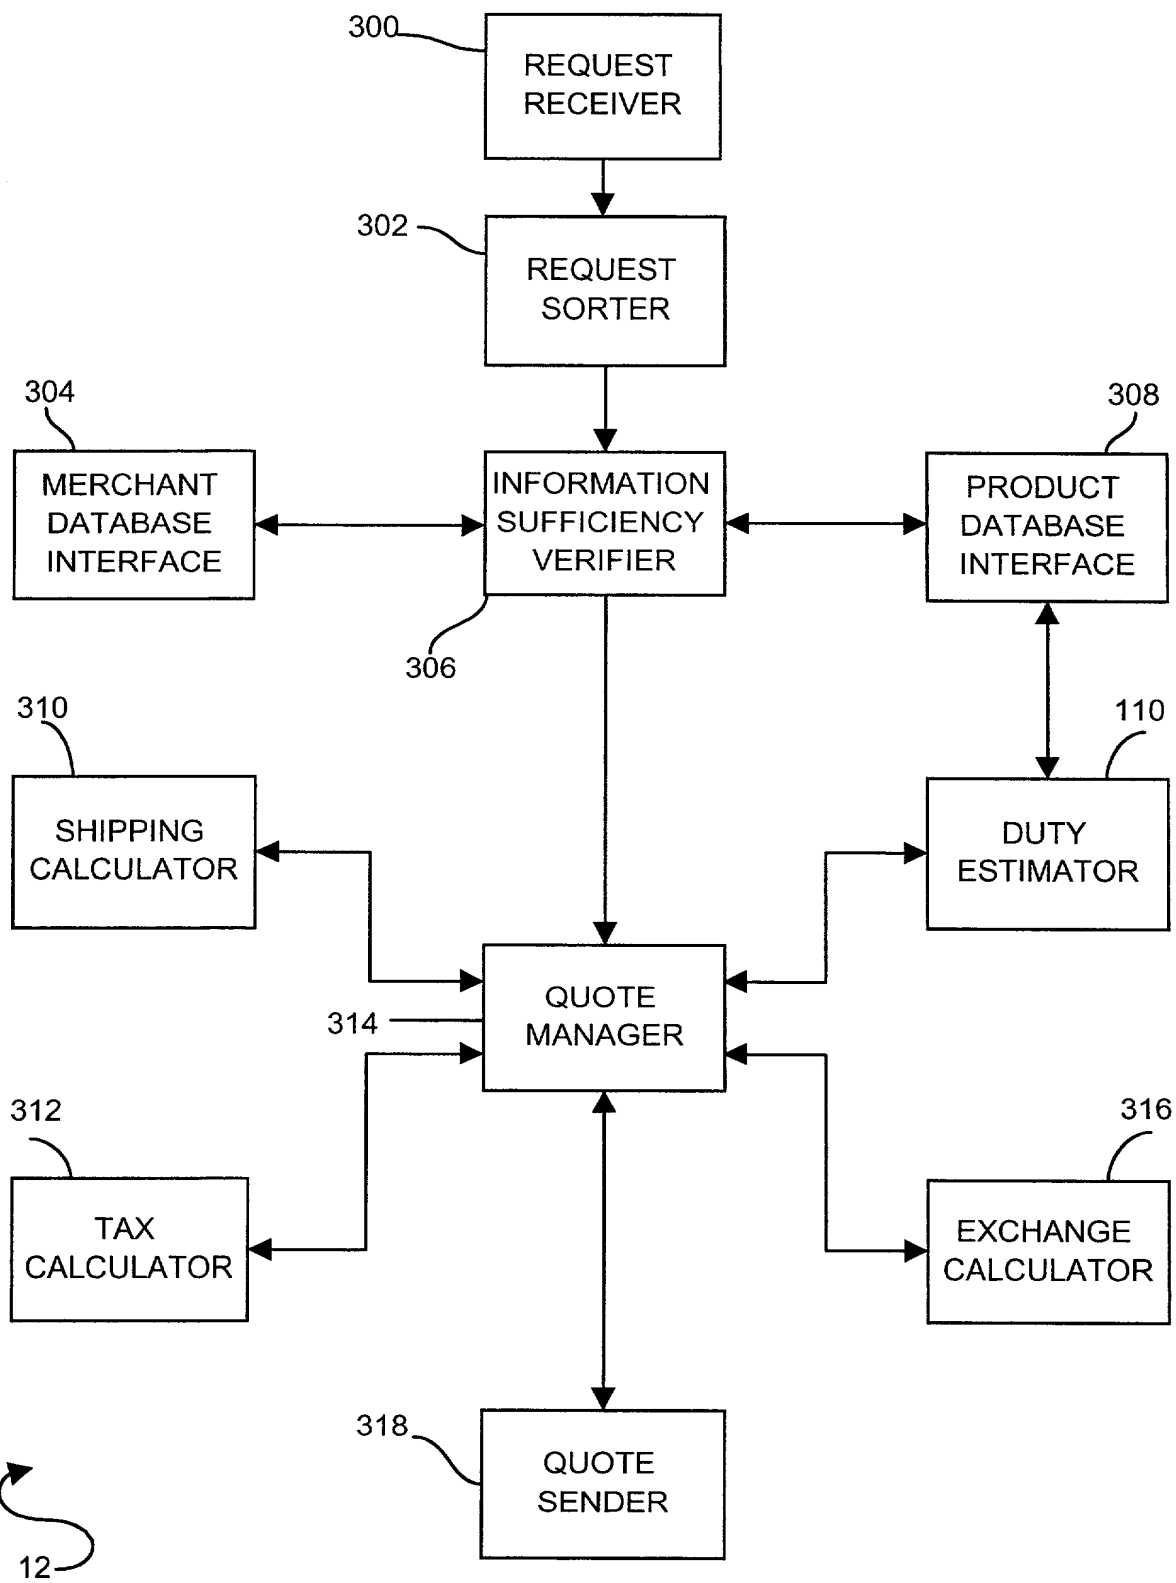 300
REQUEST
RECEIVER
302
REQUEST
SORTER
304
MERCHANT
DATABASE
INTERFACE
INFORMATION
SUFFICIENCY
VERIFIER
306
308
PRODUCT
DATABASE
INTERFACE
310
SHIPPING
CALCULATOR
110
DUTY
ESTIMATOR
314
QUOTE
MANAGER
312
TAX
CALCULATOR
316
EXCHANGE
CALCULATOR
318
QUOTE
SENDER
12